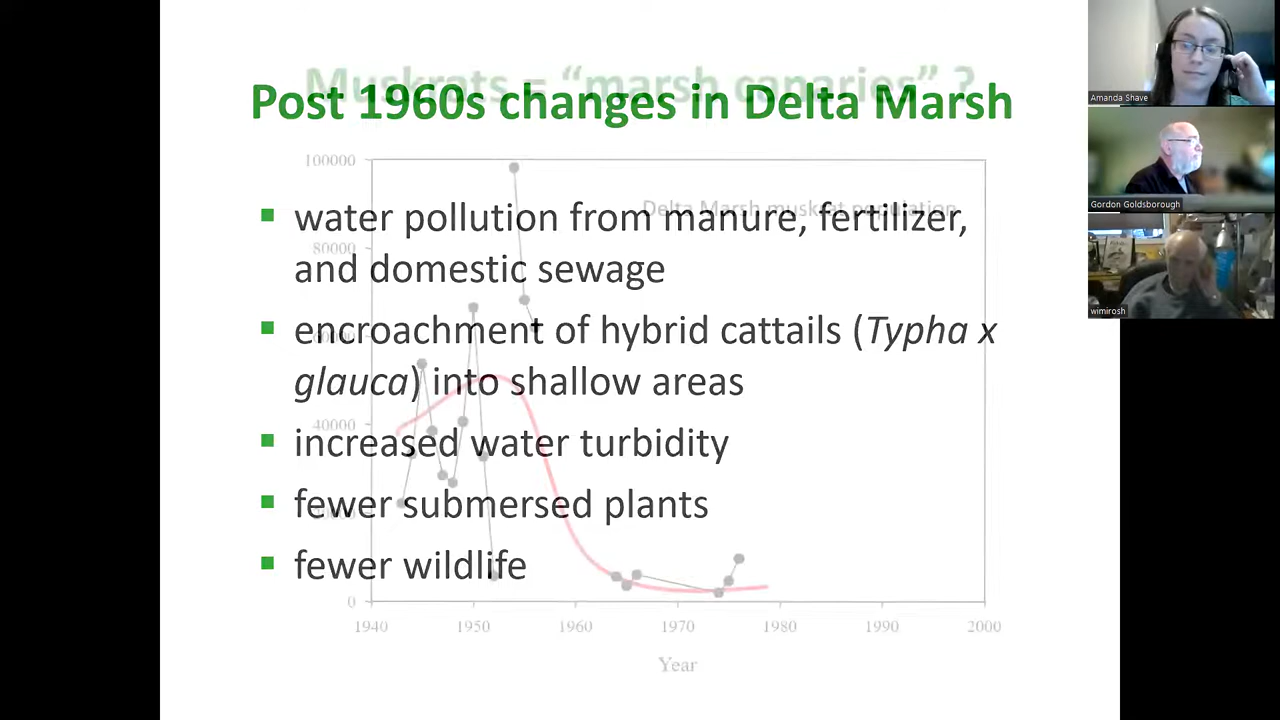 Muskrats = “marsh canaries” ?
Post 1960s changes in Delta Marsh
100000
Delta Marsh muskrat population
▪ water pollution from manure, fertilizer,
80000
and domestic sewage
▪ encroachment of hybrid cattails (Typha x
glauca) into shallow areas
40000
▪ increased water turbidity
▪ fewer submersed plants
▪ fewer wildlife
0
1940 1950 1960 1970 1980 1990 2000
Year
Amanda Shave
Gordon Goldsborough
wimirosh